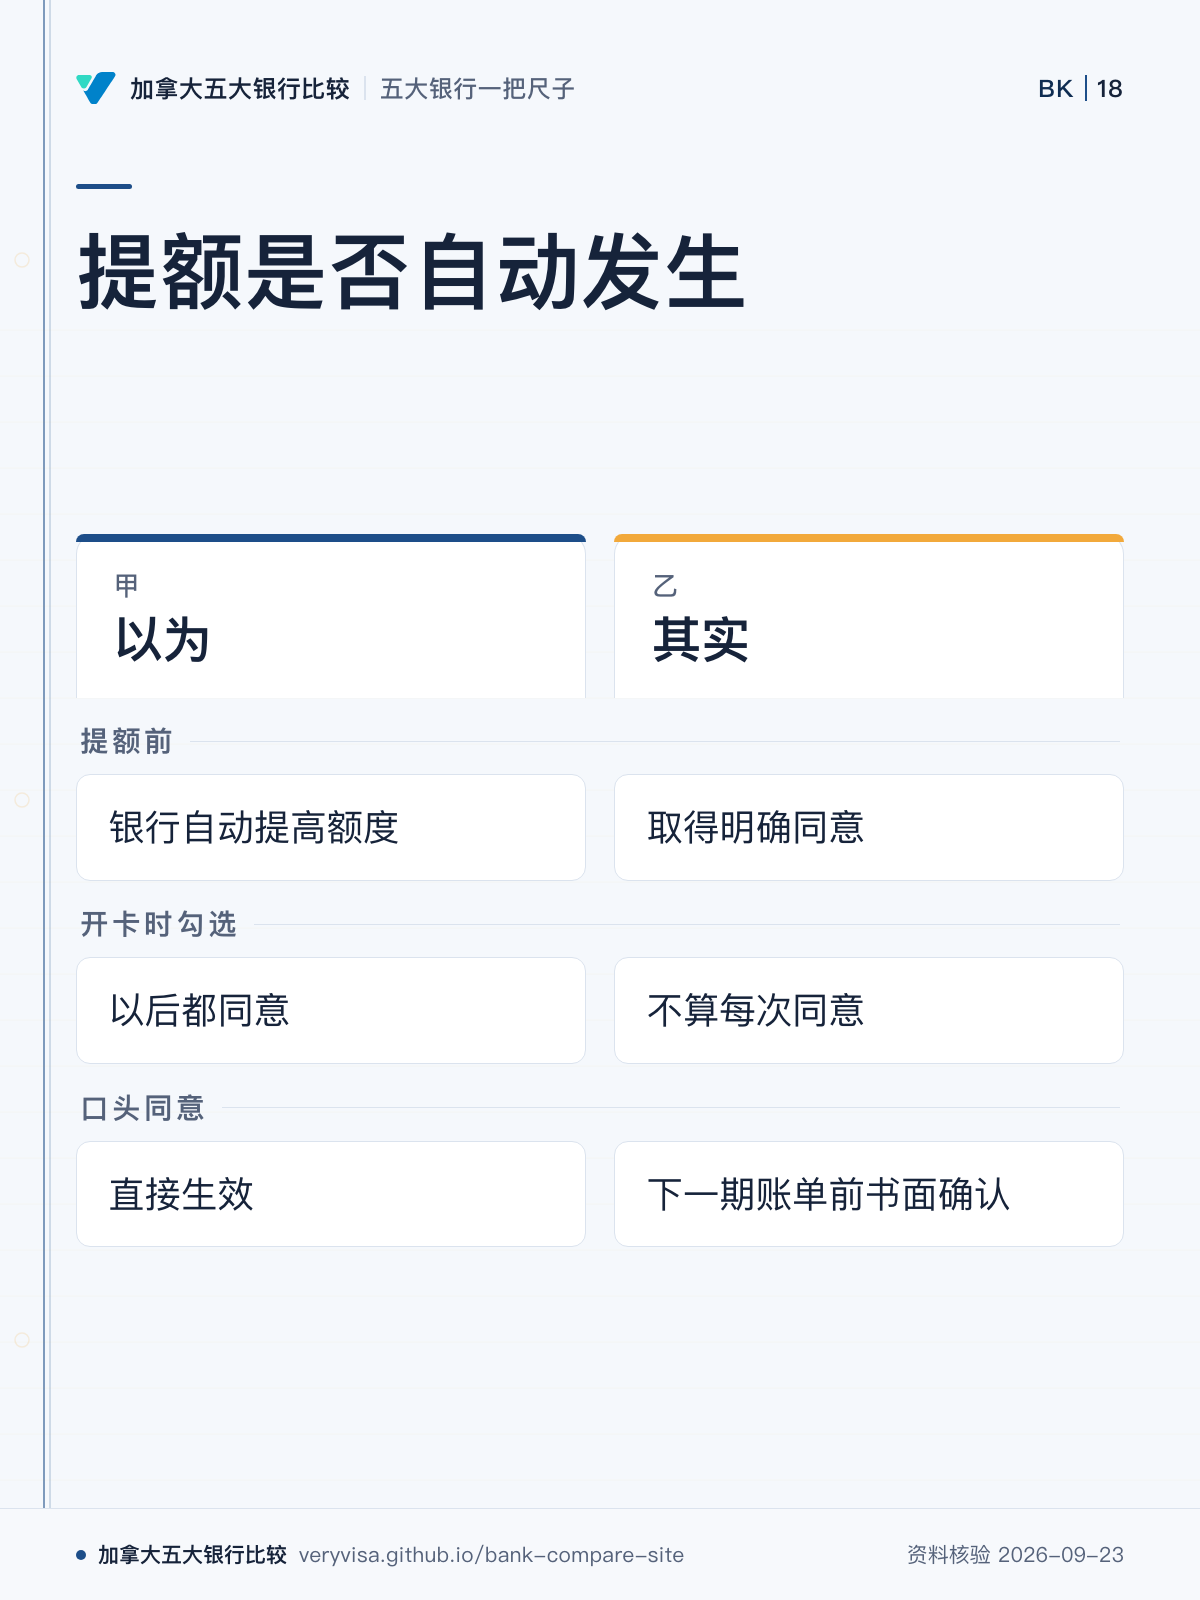 加拿大五大银行比较 五大银行一把尺子
BK 18
提额是否自动发生
甲
以为
乙
其实
提额前
银行自动提高额度
取得明确同意
开卡时勾选
以后都同意
不算每次同意
口头同意
直接生效
下一期账单前书面确认
加拿大五大银行比较 veryvisa.github.io/bank-compare-site
资料核验 2026-09-23